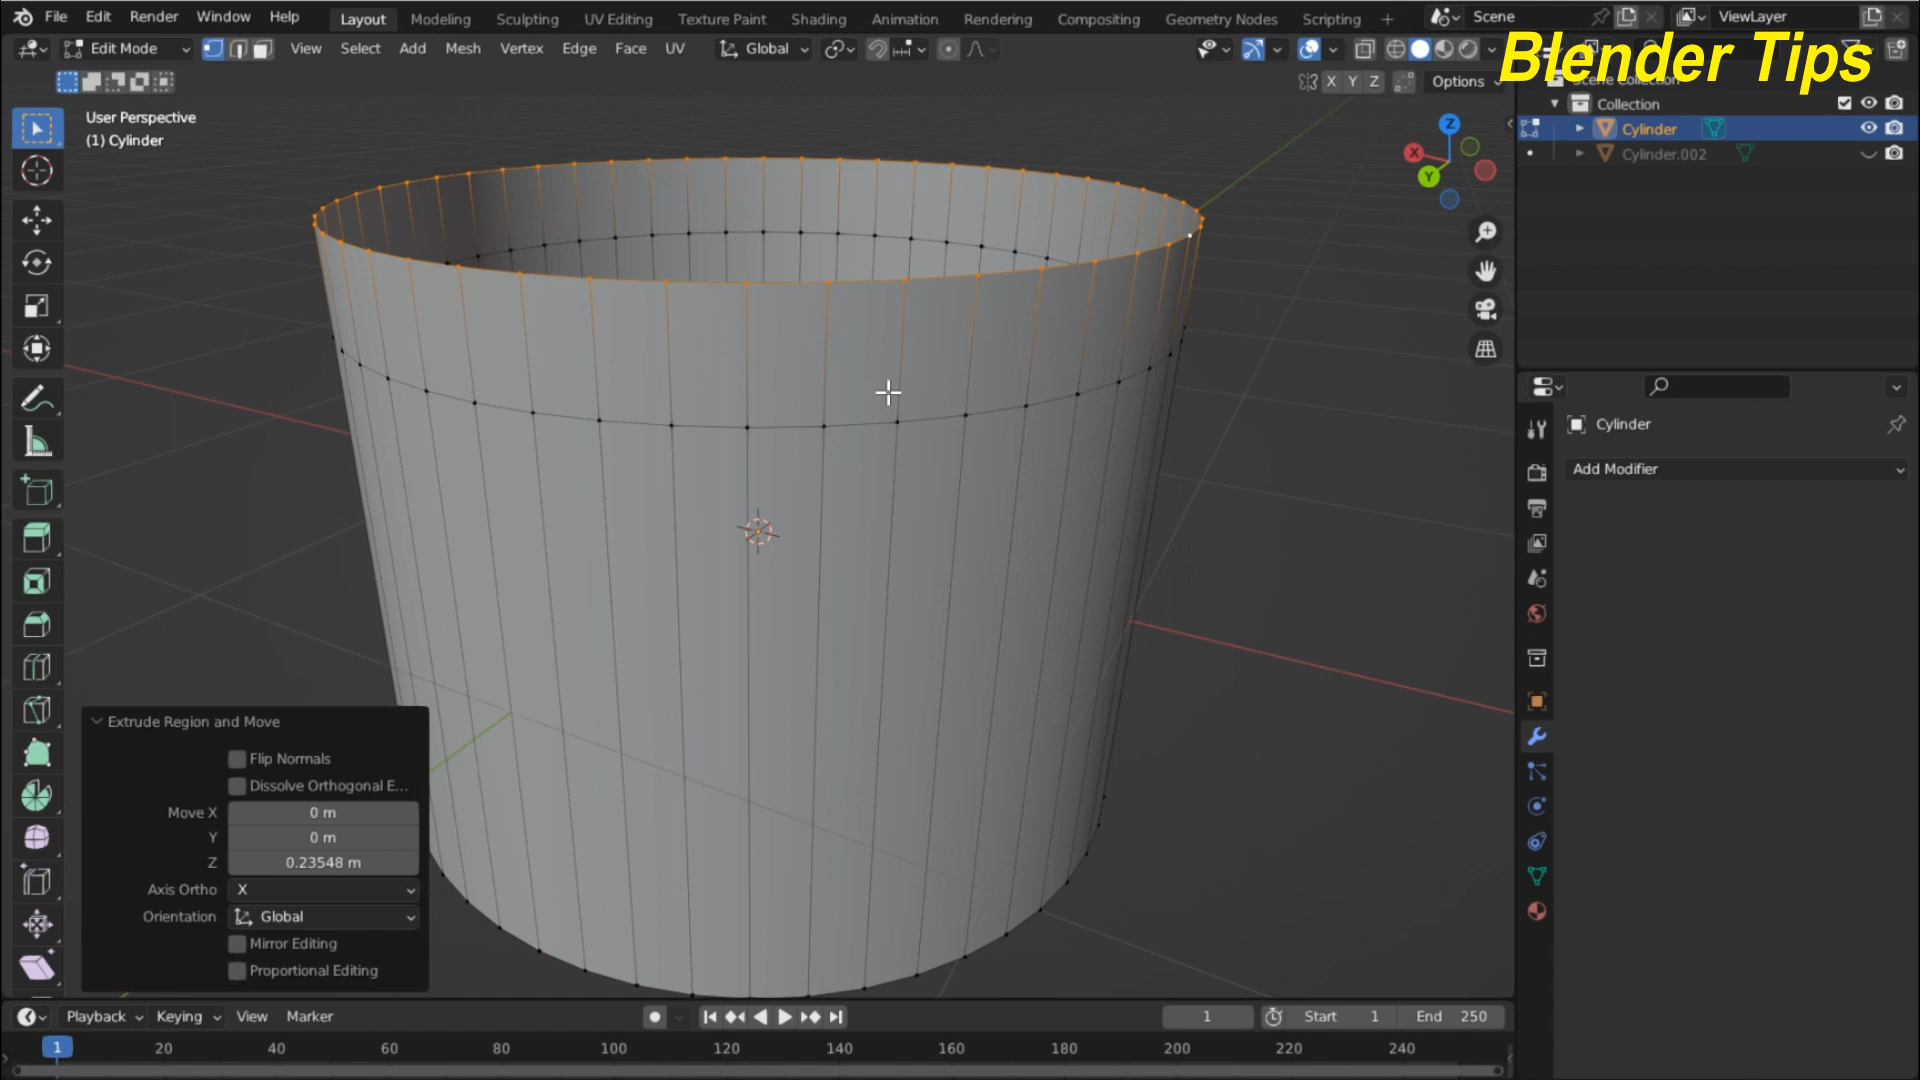 File Edit Render Window Help Layout Modeling Sculpting UV Editing Texture Paint Shading Animation Rendering Compositing Geometry Nodes Scripting + Scene ViewLayer
Edit Mode View Select Add Mesh Vertex Edge Face UV Global
Blender Tips
X Y Z Options
Scene Collection
Collection
Cylinder
Cylinder.002
User Perspective
(1) Cylinder
Z
X
Y
Cylinder
Add Modifier
Extrude Region and Move
Flip Normals
Dissolve Orthogonal E...
Move X 0 m
Y 0 m
Z 0.23548 m
Axis Ortho X
Orientation Global
Mirror Editing
Proportional Editing
Playback Keying View Marker 1 Start 1 End 250
1 20 40 60 80 100 120 140 160 180 200 220 240